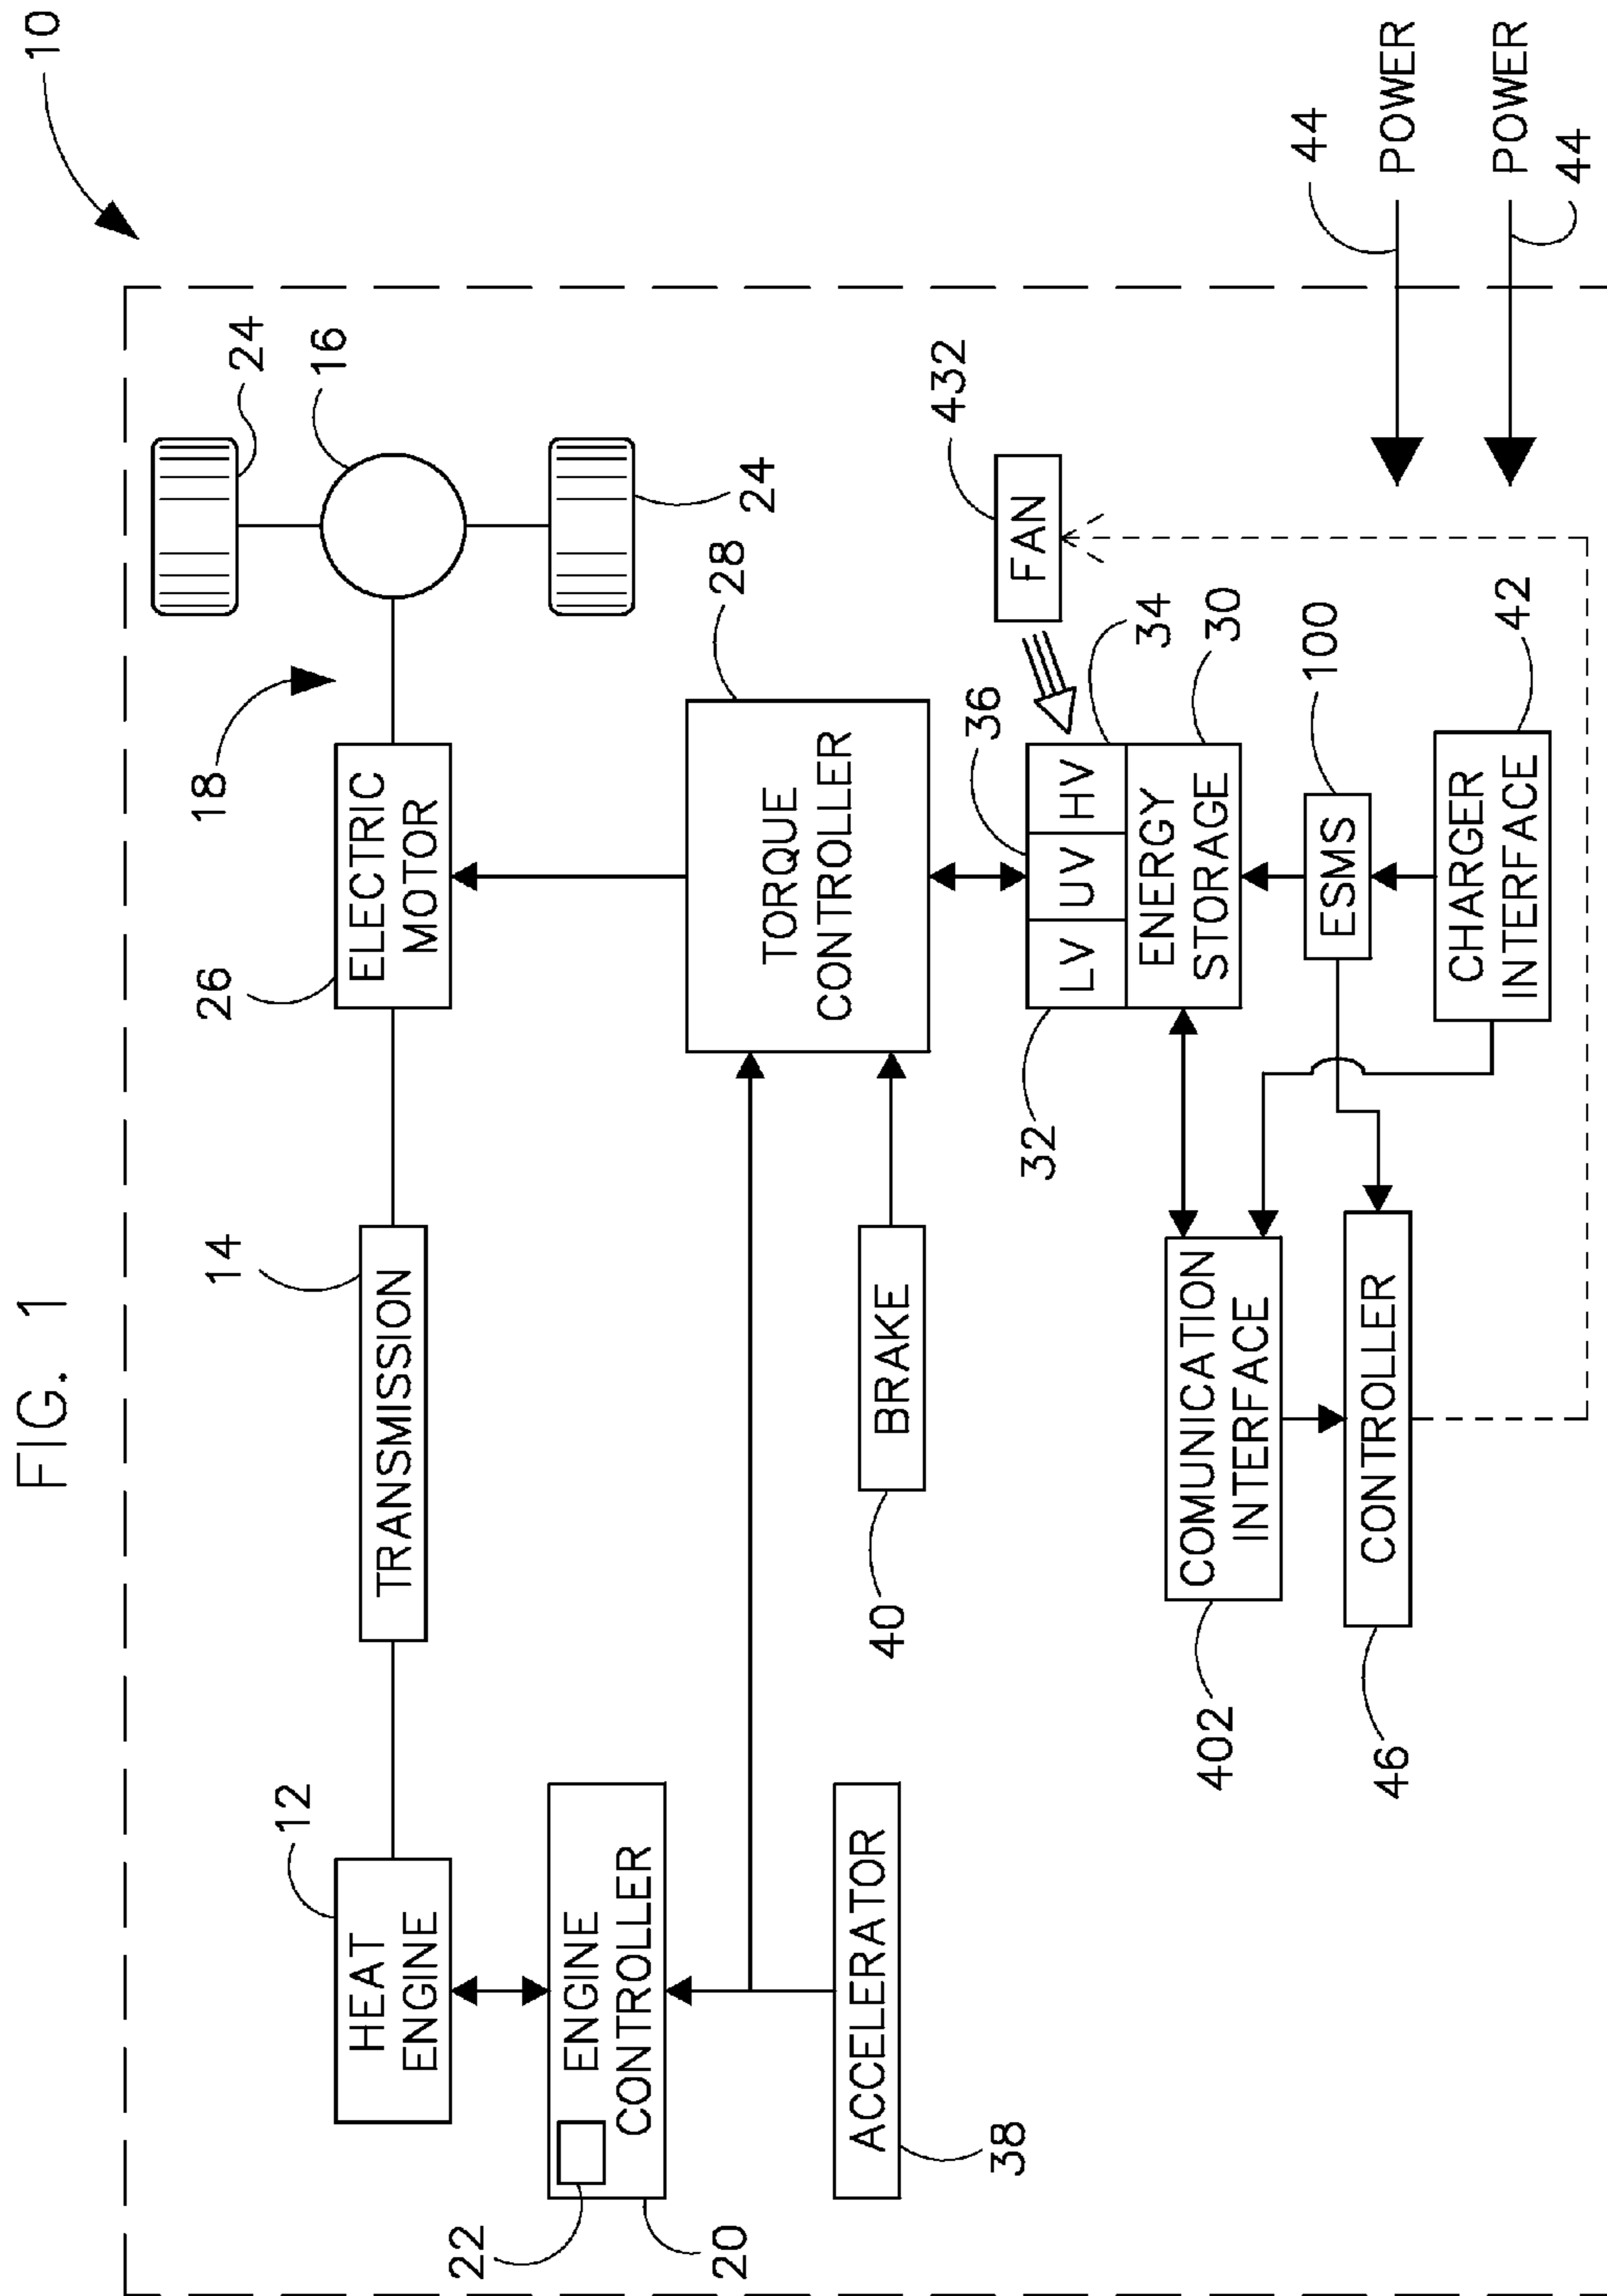 FIG. 1
10
24
16
24
18
26
ELECTRIC
MOTOR
14
TRANSMISSION
12
HEAT
ENGINE
22
20
ENGINE
CONTROLLER
38
ACCELERATOR
28
TORQUE
CONTROLLER
40
BRAKE
432
FAN
36
34
32
LV
UV
HV
30
ENERGY
STORAGE
100
ESMS
42
CHARGER
INTERFACE
402
COMUNICATION
INTERFACE
46
CONTROLLER
44
POWER
POWER
44